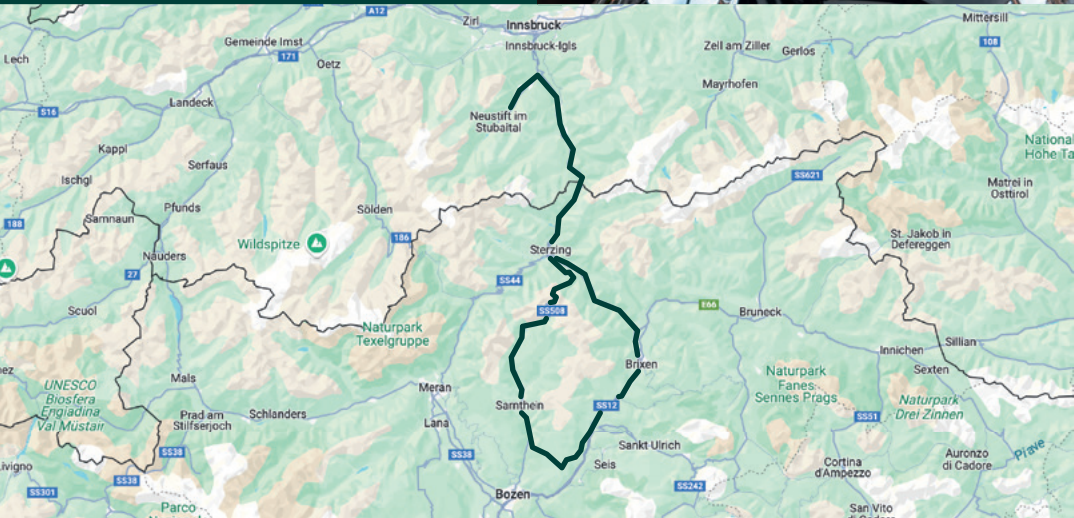 A12
Zirl
Innsbruck
Mittersill
Gemeinde Imst
Innsbruck-Igls
Zell am Ziller
Gerlos
108
171
Oetz
Lech
Mayrhofen
Landeck
S16
Neustift im
Stubaital
National
Hohe Ta
Kappl
Serfaus
SS621
Ischgl
Matrei in
Osttirol
Pfunds
Sölden
188
Samnaun
186
St. Jakob in
Defereggen
Wildspitze
Sterzing
Nauders
27
SS44
Scuol
SS508
E66
Bruneck
Naturpark
Texelgruppe
Innichen
Sillian
Brixen
Sexten
Naturpark
Fanes
Sennes Prags
Mals
Meran
UNESCO
Biosfera
Engiadina
Val Müstair
Prad am
Stilfserjoch
Schlanders
Sarnthein
SS12
Naturpark
Drei Zinnen
SS51
Lana
SS38
SS38
Sankt Ulrich
Piave
Livigno
Seis
Cortina
d'Ampezzo
Auronzo
di Cadore
SS38
SS242
SS301
Bozen
Parco
San Vito